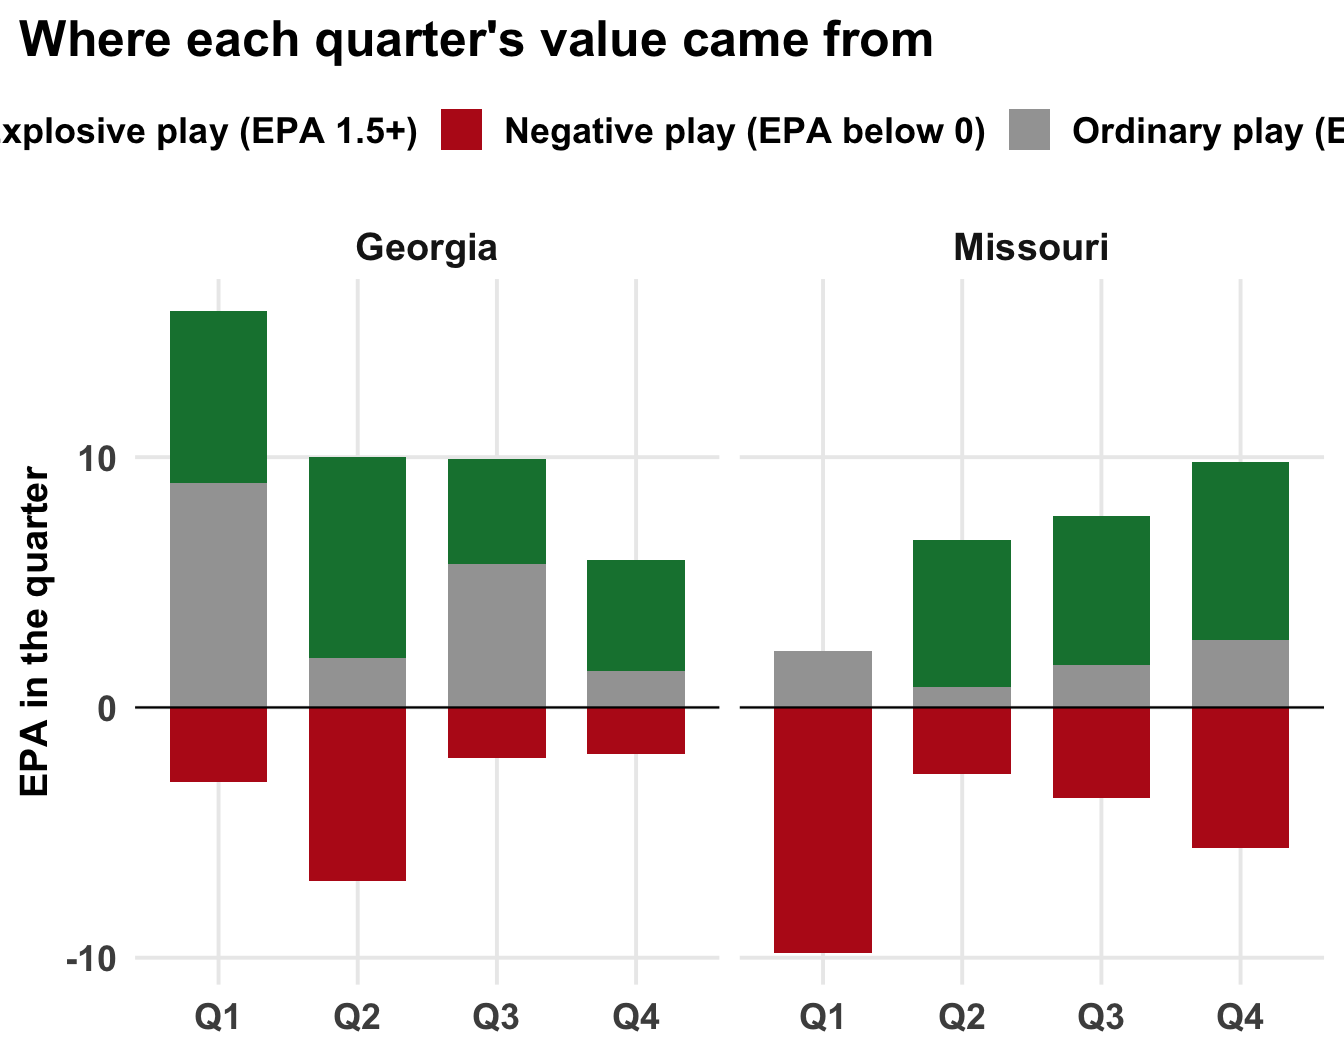 Where each quarter's value came from
xplosive play (EPA 1.5+) Negative play (EPA below 0) Ordinary play (E
Georgia Missouri
EPA in the quarter
10
0
-10
Q1 Q2 Q3 Q4 Q1 Q2 Q3 Q4